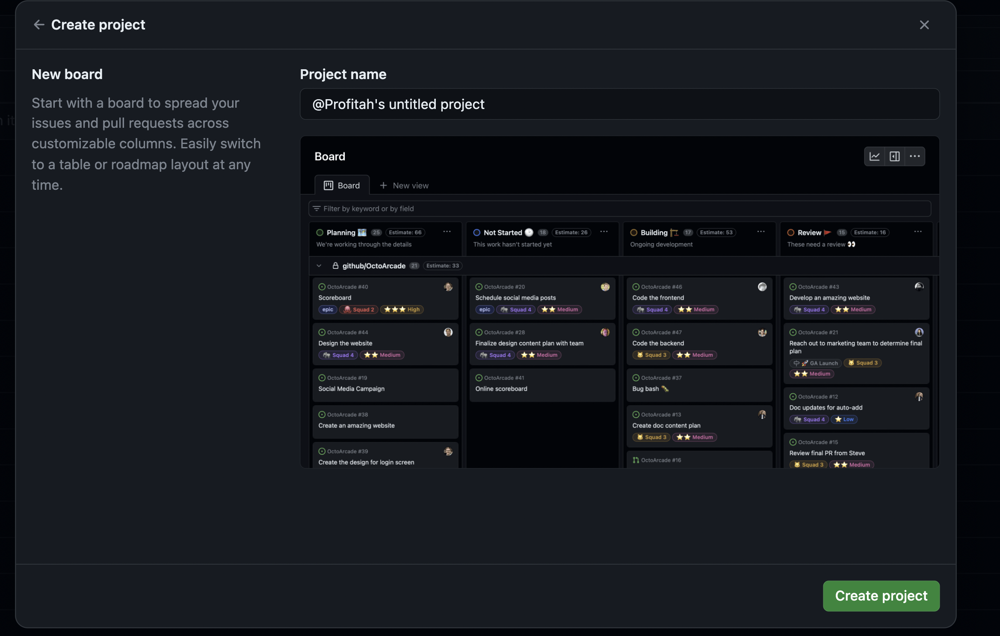 Create project
New board
Start with a board to spread your
issues and pull requests across
customizable columns. Easily switch
to a table or roadmap layout at any
time.
Project name
@Profitah's untitled project
Board
Board
New view
Filter by keyword or by field
Planning 25 Estimate: 66
We're working through the details
Not Started 18 Estimate: 26
This work hasn't started yet
Building 17 Estimate: 53
Ongoing development
Review 15 Estimate: 16
These need a review 👀
github/OctoArcade 21 Estimate: 33
OctoArcade #40
Scoreboard
epic Squad 2 ⭐⭐⭐ High
OctoArcade #44
Design the website
Squad 4 ⭐⭐ Medium
OctoArcade #19
Social Media Campaign
OctoArcade #38
Create an amazing website
OctoArcade #39
Create the design for login screen
OctoArcade #20
Schedule social media posts
epic Squad 4 ⭐⭐ Medium
OctoArcade #28
Finalize design content plan with team
Squad 4 ⭐⭐ Medium
OctoArcade #41
Online scoreboard
OctoArcade #46
Code the frontend
Squad 4 ⭐⭐ Medium
OctoArcade #47
Code the backend
Squad 3 ⭐⭐ Medium
OctoArcade #37
Bug bash
OctoArcade #13
Create doc content plan
Squad 3 ⭐⭐ Medium
OctoArcade #16
OctoArcade #43
Develop an amazing website
Squad 4 ⭐⭐ Medium
OctoArcade #21
Reach out to marketing team to determine final
plan
🚀 GA Launch Squad 3
⭐⭐ Medium
OctoArcade #12
Doc updates for auto-add
Squad 4 ⭐ Low
OctoArcade #15
Review final PR from Steve
Squad 3 ⭐⭐ Medium
Create project